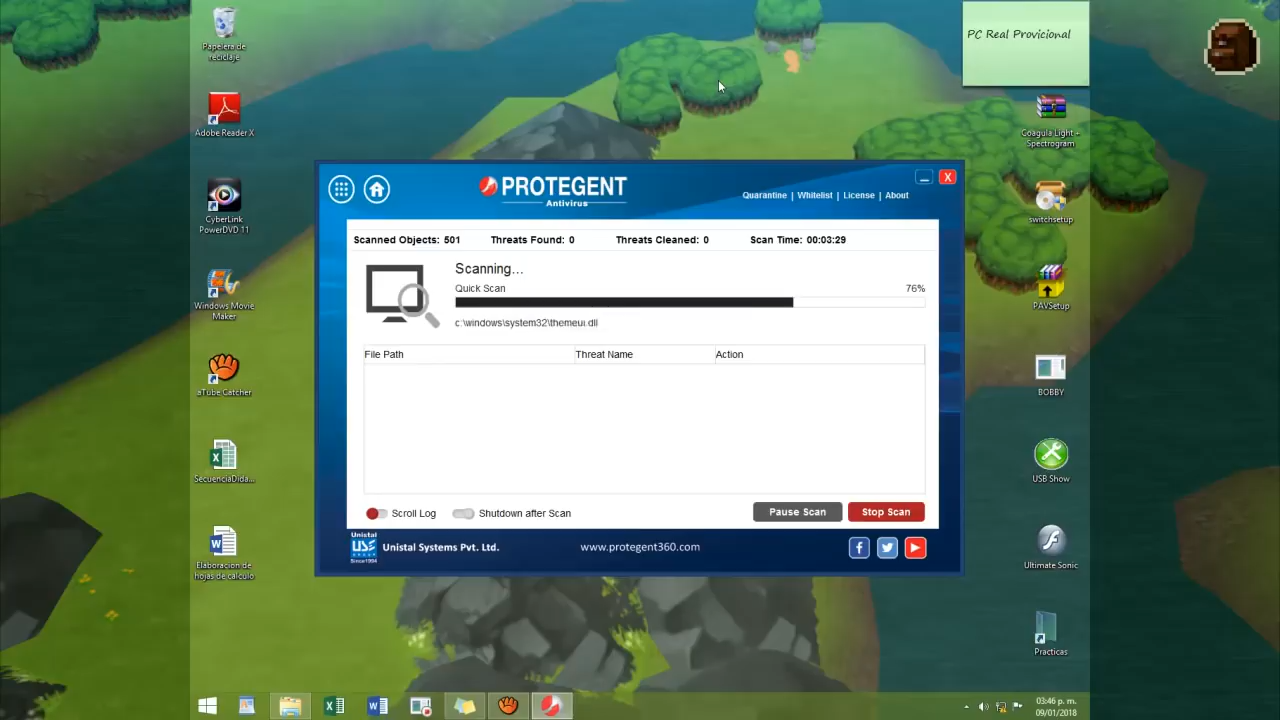 Papelera de
reciclaje
Adobe Reader X
CyberLink
PowerDVD 11
Windows Movie
Maker
aTube Catcher
SecuenciaDida...
Elaboracion de
hojas de calculo
PROTEGENT
Antivirus
Quarantine | Whitelist | License | About
Scanned Objects: 501 Threats Found: 0 Threats Cleaned: 0 Scan Time: 00:03:29
Scanning...
Quick Scan 76%
c:\windows\system32\themeui.dll
File Path Threat Name Action
Scroll Log Shutdown after Scan Pause Scan Stop Scan
Unistal
USE
GROUP
Since1994
Unistal Systems Pvt. Ltd. www.protegent360.com
PC Real Provicional
Coagula Light -
Spectrogram
switchsetup
PAVSetup
BOBBY
USB Show
Ultimate Sonic
Practicas
03:46 p. m.
09/01/2018